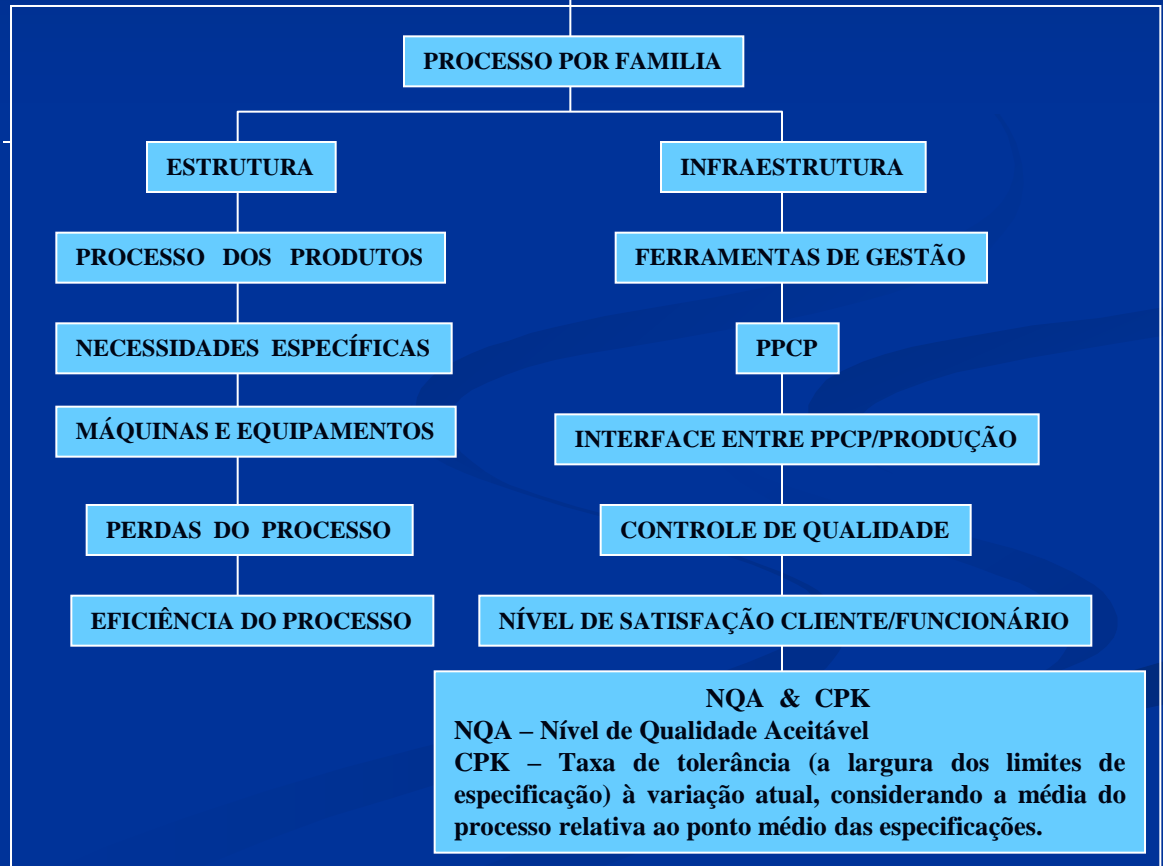 PROCESSO POR FAMILIA
ESTRUTURA
PROCESSO DOS PRODUTOS
NECESSIDADES ESPECÍFICAS
MÁQUINAS E EQUIPAMENTOS
PERDAS DO PROCESSO
EFICIÊNCIA DO PROCESSO
INFRAESTRUTURA
FERRAMENTAS DE GESTÃO
PPCP
INTERFACE ENTRE PPCP/PRODUÇÃO
CONTROLE DE QUALIDADE
NÍVEL DE SATISFAÇÃO CLIENTE/FUNCIONÁRIO
NQA & CPK
NQA – Nível de Qualidade Aceitável
CPK – Taxa de tolerância (a largura dos limites de
especificação) à variação atual, considerando a média do
processo relativa ao ponto médio das especificações.